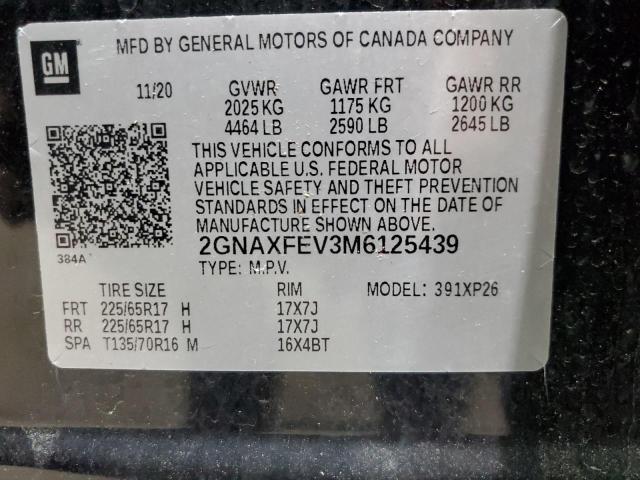 GM
MFD BY GENERAL MOTORS OF CANADA COMPANY
11/20 GVWR GAWR FRT GAWR RR
2025 KG 1175 KG 1200 KG
4464 LB 2590 LB 2645 LB
THIS VEHICLE CONFORMS TO ALL
APPLICABLE U.S. FEDERAL MOTOR
VEHICLE SAFETY AND THEFT PREVENTION
STANDARDS IN EFFECT ON THE DATE OF
MANUFACTURE SHOWN ABOVE.
384A 2GNAXFEV3M6125439
TYPE: M.P.V.
TIRE SIZE RIM MODEL: 391XP26
FRT 225/65R17 H 17X7J
RR 225/65R17 H 17X7J
SPA T135/70R16 M 16X4BT